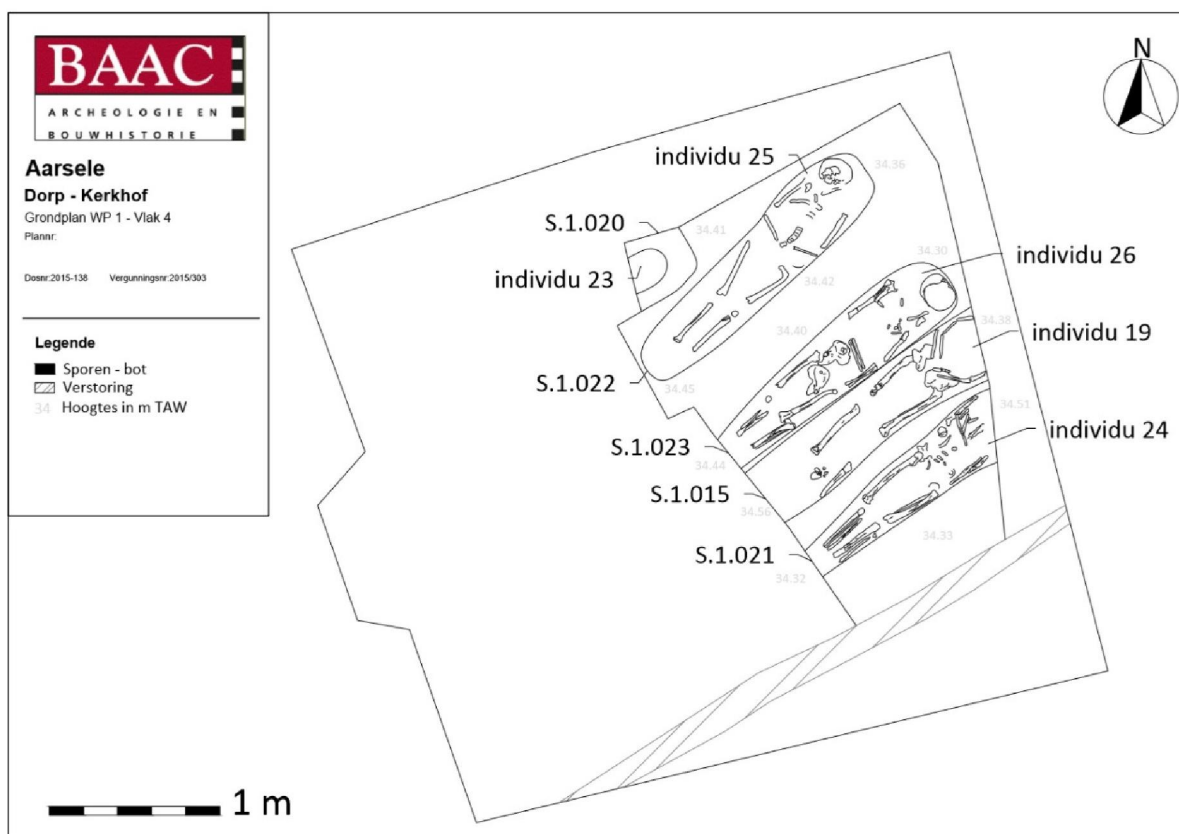 BAAC
ARCHEOLOGIE EN
BOUWHISTORIE
Aarsele
Dorp - Kerkhof
Grondplan WP 1 - Vlak 4
Plannr:
Dosnr:2015-138 Vergunningsnr:2015/303
Legende
Sporen - bot
Verstoring
34 Hoogtes in m TAW
N
individu 25
34.36
S.1.020
34.41
individu 23
34.30
individu 26
34.42
34.40
34.38
individu 19
S.1.022
34.45
34.51
individu 24
S.1.023
34.44
S.1.015
34.56
34.33
S.1.021
34.32
1 m